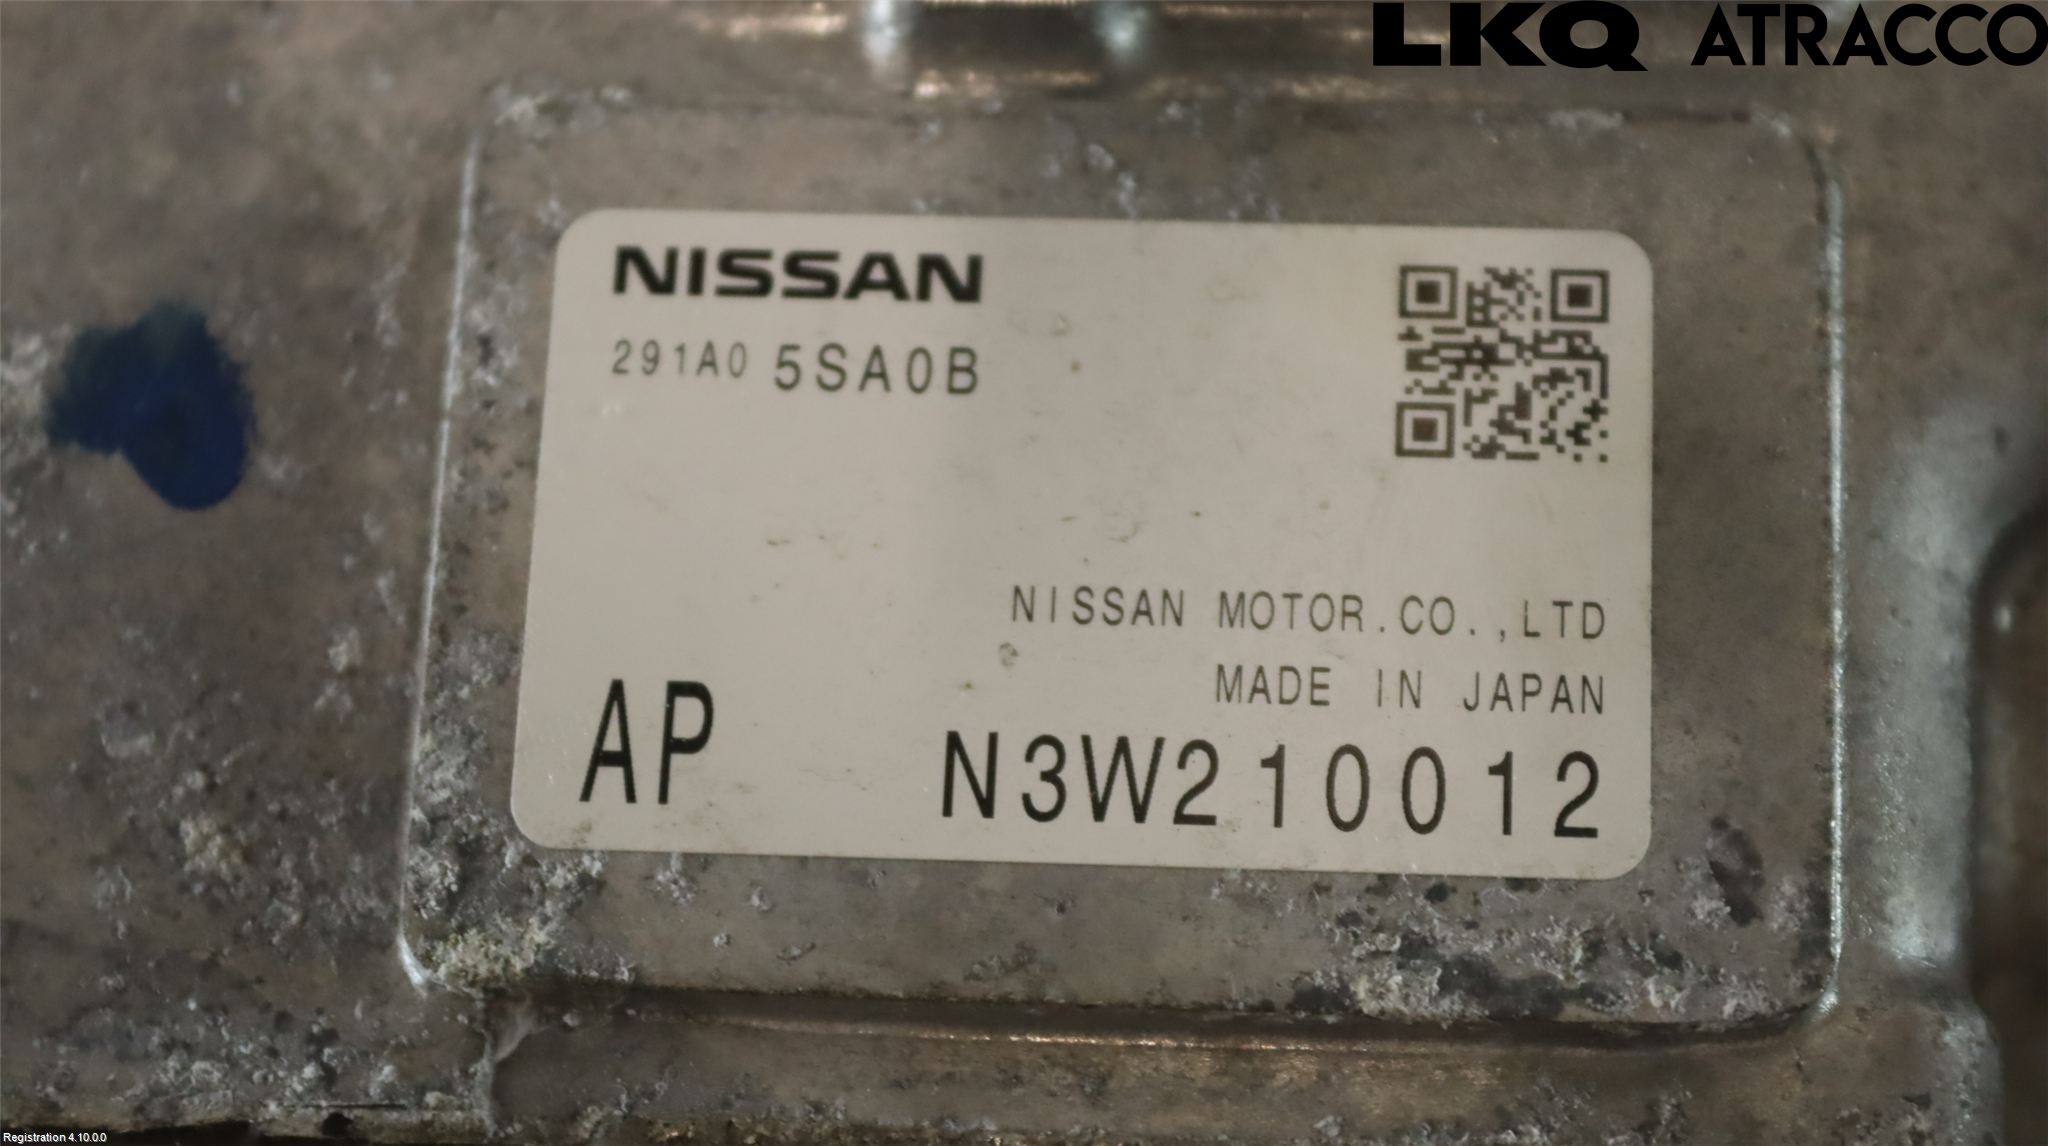 LKQ ATRACCO
NISSAN
291A0 5SA0B
NISSAN MOTOR.CO.,LTD
MADE IN JAPAN
AP N3W210012
Registration 4.10.0.0